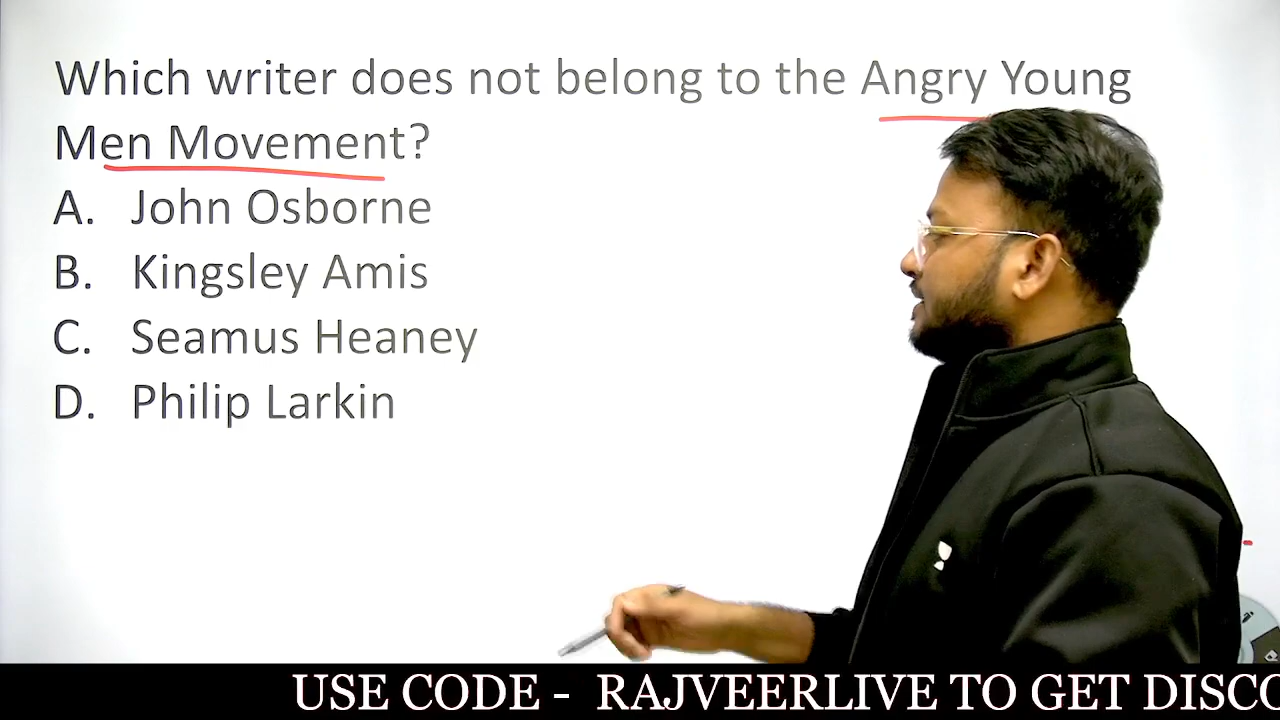 Which writer does not belong to the Angry Young
Men Movement?
A. John Osborne
B. Kingsley Amis
C. Seamus Heaney
D. Philip Larkin
USE CODE - RAJVEERLIVE TO GET DISCO